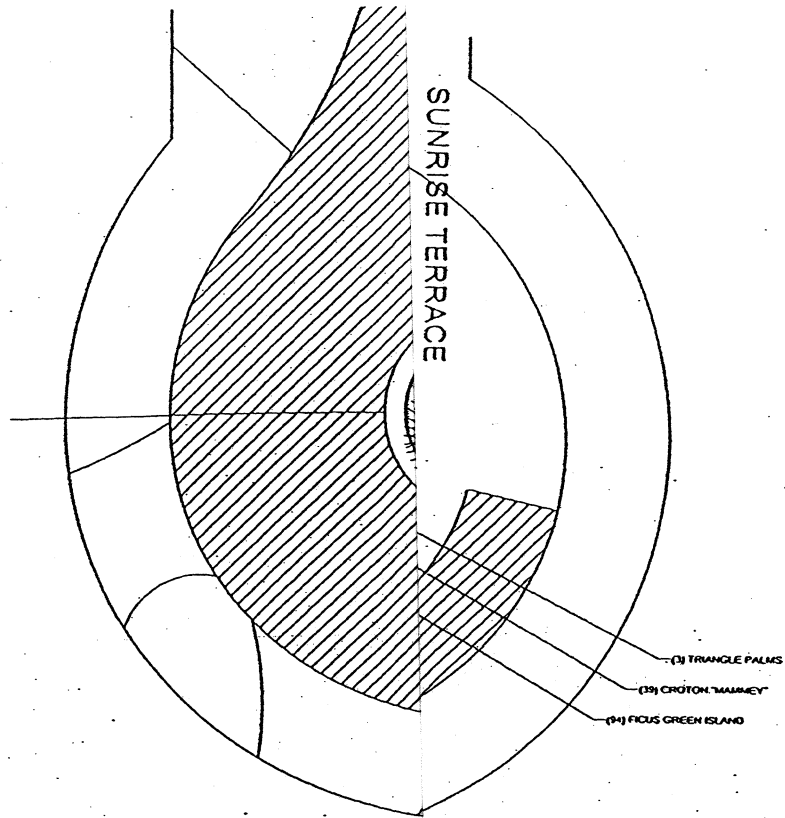 SUNRISE TERRACE
(3) TRIANGLE PALMS
(39) CROTON "MAMMEY"
(94) FICUS GREEN ISLAND